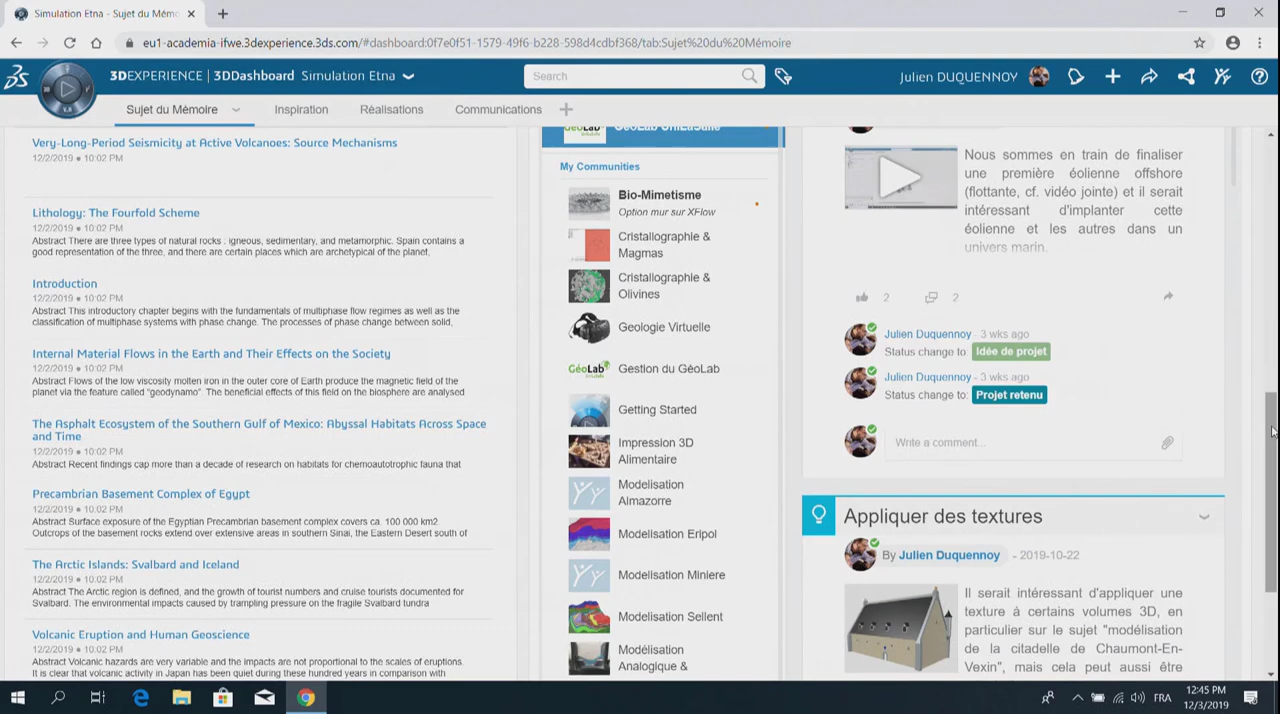 Simulation Etna - Sujet du Mémo
eu1-academia-ifwe.3dexperience.3ds.com/#dashboard:0f7e0f51-1579-49f6-b228-598d4cdbf368/tab:Sujet%20du%20Mémoire
3DEXPERIENCE | 3DDashboard Simulation Etna
Search
Julien DUQUENNOY
Sujet du Mémoire
Inspiration
Réalisations
Communications
Very-Long-Period Seismicity at Active Volcanoes: Source Mechanisms
12/2/2019 ● 10:02 PM
Lithology: The Fourfold Scheme
12/2/2019 ● 10:02 PM
Abstract There are three types of natural rocks : igneous, sedimentary, and metamorphic. Spain contains a
good representation of the three, and there are certain places which are archetypical of the planet,
Introduction
12/2/2019 ● 10:02 PM
Abstract This introductory chapter begins with the fundamentals of multiphase flow regimes as well as the
classification of multiphase systems with phase change. The processes of phase change between solid,
Internal Material Flows in the Earth and Their Effects on the Society
12/2/2019 ● 10:02 PM
Abstract Flows of the low viscosity molten iron in the outer core of Earth produce the magnetic field of the
planet via the feature called “geodynamo”. The beneficial effects of this field on the biosphere are analysed
The Asphalt Ecosystem of the Southern Gulf of Mexico: Abyssal Habitats Across Space
and Time
12/2/2019 ● 10:02 PM
Abstract Recent findings cap more than a decade of research on habitats for chemoautotrophic fauna that
Precambrian Basement Complex of Egypt
12/2/2019 ● 10:02 PM
Abstract Surface exposure of the Egyptian Precambrian basement complex covers ca. 100 000 km2.
Outcrops of the basement rocks extend over extensive areas in southern Sinai, the Eastern Desert south of
The Arctic Islands: Svalbard and Iceland
12/2/2019 ● 10:02 PM
Abstract The Arctic region is defined, and the growth of tourist numbers and cruise tourists documented for
Svalbard. The environmental impacts caused by trampling pressure on the fragile Svalbard tundra
Volcanic Eruption and Human Geoscience
12/2/2019 ● 10:02 PM
Abstract Volcanic hazards are very variable and the impacts are not proportional to the scales of eruptions.
It is clear that volcanic activity in Japan has been quiet during these hundred years in comparison with
GéoLab
GéoLab UniLaSalle
My Communities
Bio-Mimetisme
Option mur sur XFlow
Cristallographie &
Magmas
Cristallographie &
Olivines
Geologie Virtuelle
GéoLab
Gestion du GéoLab
Getting Started
Impression 3D
Alimentaire
Modelisation
Almazorre
Modelisation Eripol
Modelisation Miniere
Modelisation Sellent
Modélisation
Analogique &
Nous sommes en train de finaliser
une première éolienne offshore
(flottante, cf. vidéo jointe) et il serait
intéressant d'implanter cette
éolienne et les autres dans un
univers marin.
2
2
Julien Duquennoy - 3 wks ago
Status change to: Idée de projet
Julien Duquennoy - 3 wks ago
Status change to: Projet retenu
Write a comment...
Appliquer des textures
By Julien Duquennoy - 2019-10-22
Il serait intéressant d'appliquer une
texture à certains volumes 3D, en
particulier sur le sujet "modélisation
de la citadelle de Chaumont-En-
Vexin", mais cela peut aussi être
FRA
12:45 PM
12/3/2019